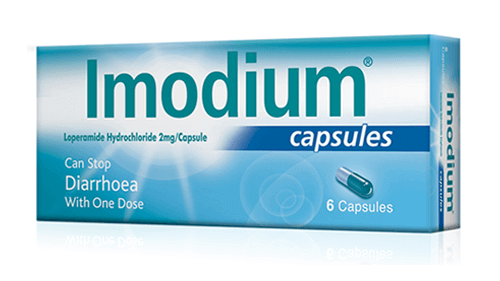 Imodium®
Loperamide Hydrochloride 2mg/Capsule
capsules
Can Stop
Diarrhoea
With One Dose
6 Capsules
Imodium®